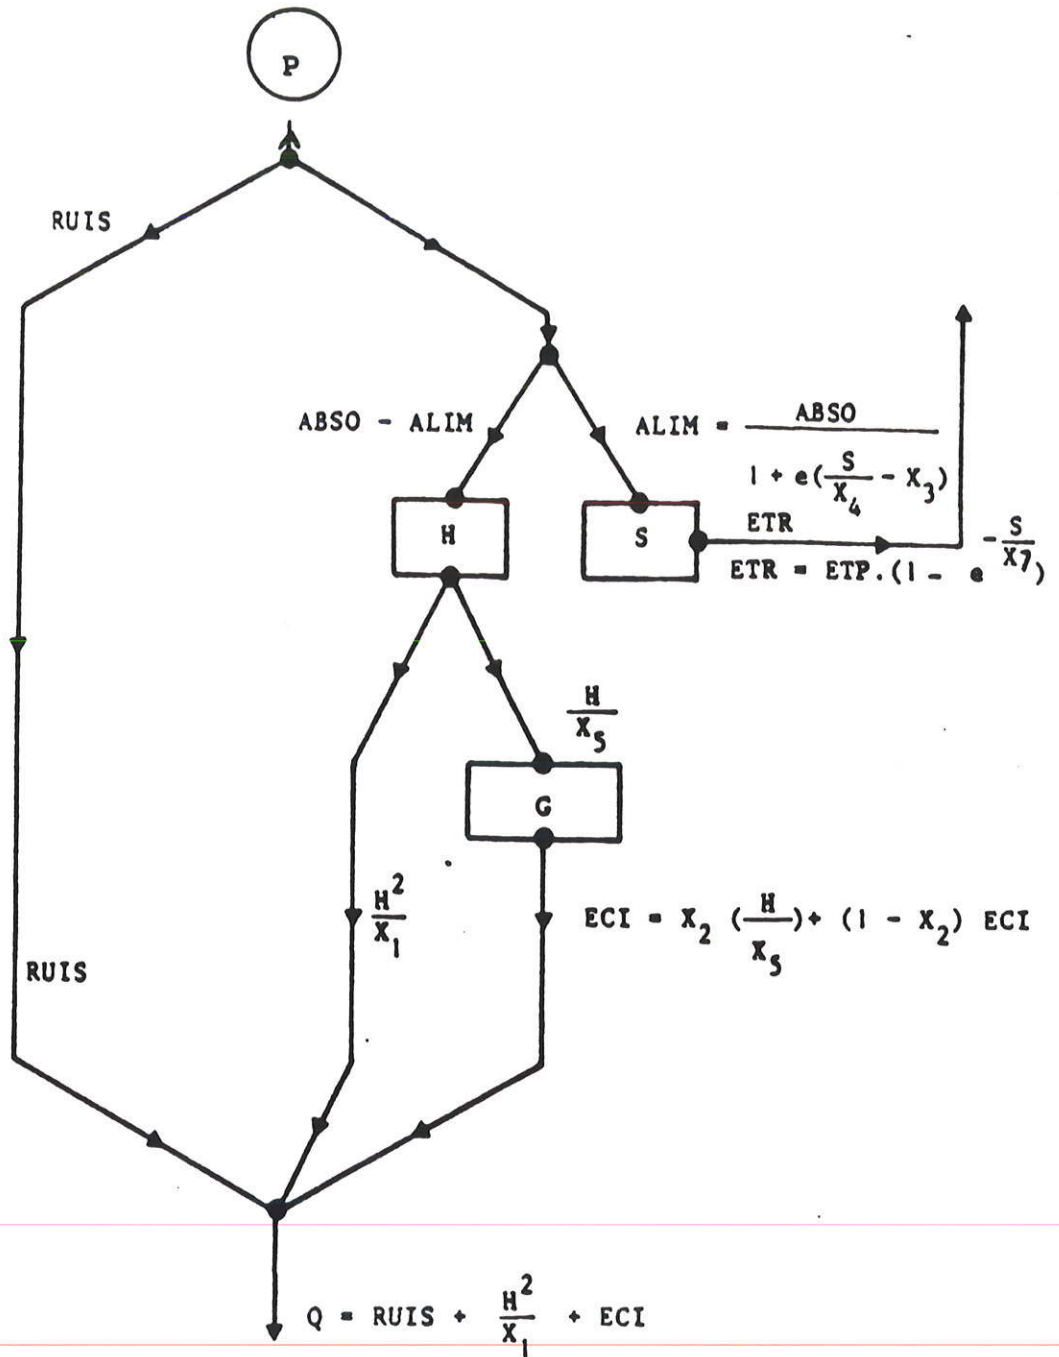 P
RUIS
ABSO - ALIM
ALIM = ABSO / 1 + e(S/X₄ - X₃)
H
S
ETR
ETR = ETP.(1 - e -S/X7)
H/X₅
G
H²/X₁
ECI = X₂ (H/X₅) + (1 - X₂) ECI
RUIS
Q = RUIS + H²/X₁ + ECI